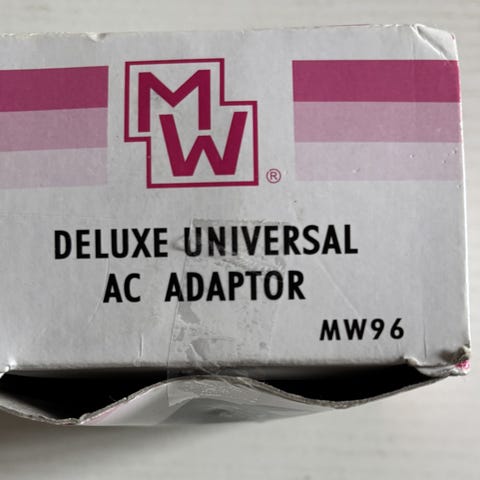 MW®
DELUXE UNIVERSAL
AC ADAPTOR
MW96